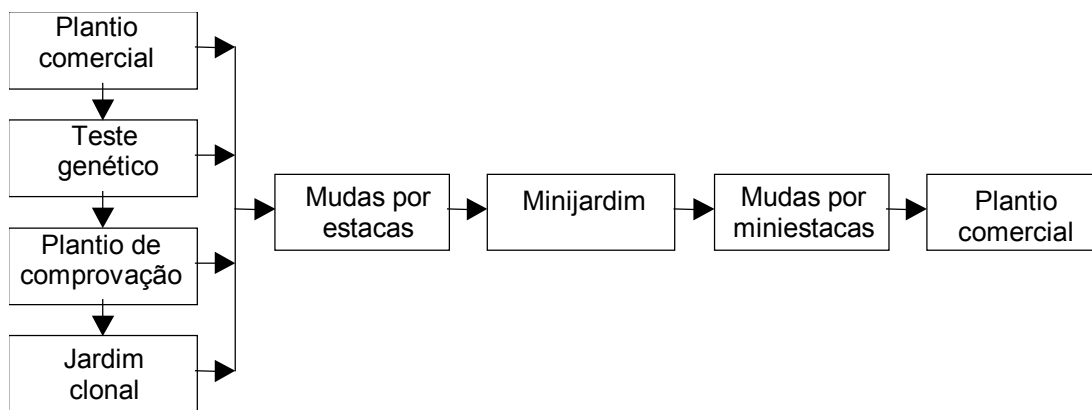 Plantio
comercial
Teste
genético
Plantio de
comprovação
Jardim
clonal
Mudas por
estacas
Minijardim
Mudas por
miniestacas
Plantio
comercial